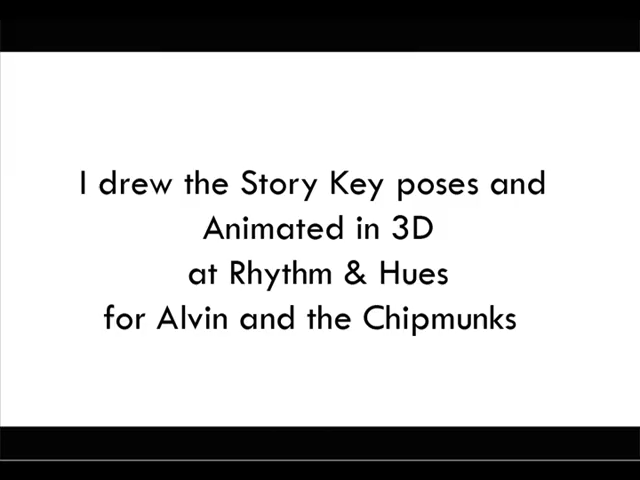 I drew the Story Key poses and
Animated in 3D
at Rhythm & Hues
for Alvin and the Chipmunks